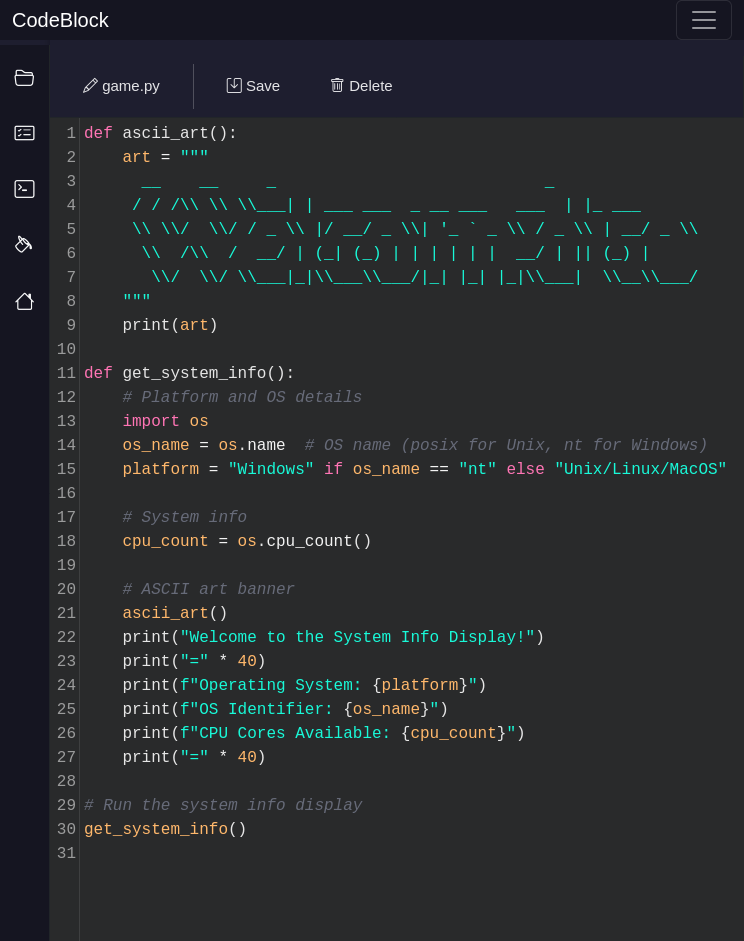 CodeBlock
game.py Save Delete
1 def ascii_art():
2     art = """
3       __    __     _                            _
4      / / /\\ \\ \\___| | ___ ___  _ __ ___   ___  | |_ ___
5      \\ \\/  \\/ / _ \\ |/ __/ _ \\| '_ ` _ \\ / _ \\ | __/ _ \\
6       \\  /\\  /  __/ | (_| (_) | | | | | |  __/ | || (_) |
7        \\/  \\/ \\___|_|\\___\\___/|_| |_| |_|\\___|  \\__\\___/
8     """
9     print(art)
10
11 def get_system_info():
12     # Platform and OS details
13     import os
14     os_name = os.name  # OS name (posix for Unix, nt for Windows)
15     platform = "Windows" if os_name == "nt" else "Unix/Linux/MacOS"
16
17     # System info
18     cpu_count = os.cpu_count()
19
20     # ASCII art banner
21     ascii_art()
22     print("Welcome to the System Info Display!")
23     print("=" * 40)
24     print(f"Operating System: {platform}")
25     print(f"OS Identifier: {os_name}")
26     print(f"CPU Cores Available: {cpu_count}")
27     print("=" * 40)
28
29 # Run the system info display
30 get_system_info()
31